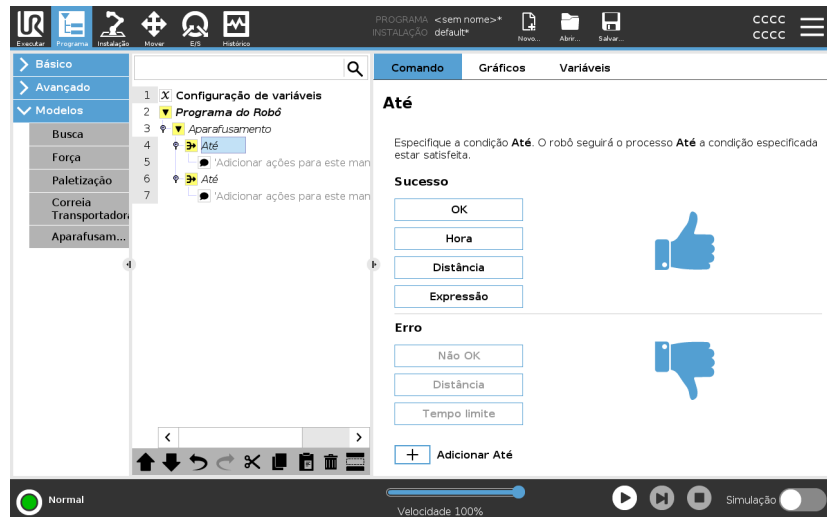 UR
PROGRAMA <sem nome>*
INSTALAÇÃO default*
CCCC
CCCC
Executar Programa Instalação Mover E/S Histórico Novo... Abrir... Salvar...
Básico
Avançado
Modelos
Busca
Força
Paletização
Correia
Transportador
Aparafusam...
1 X Configuração de variáveis
2 Programa do Robô
3 Aparafusamento
4 Até
5 'Adicionar ações para este man
6 Até
7 'Adicionar ações para este man
Comando Gráficos Variáveis
Até
Especifique a condição Até. O robô seguirá o processo Até a condição especificada
estar satisfeita.
Sucesso
OK
Hora
Distância
Expressão
Erro
Não OK
Distância
Tempo limite
+ Adicionar Até
Normal
Velocidade 100%
Simulação